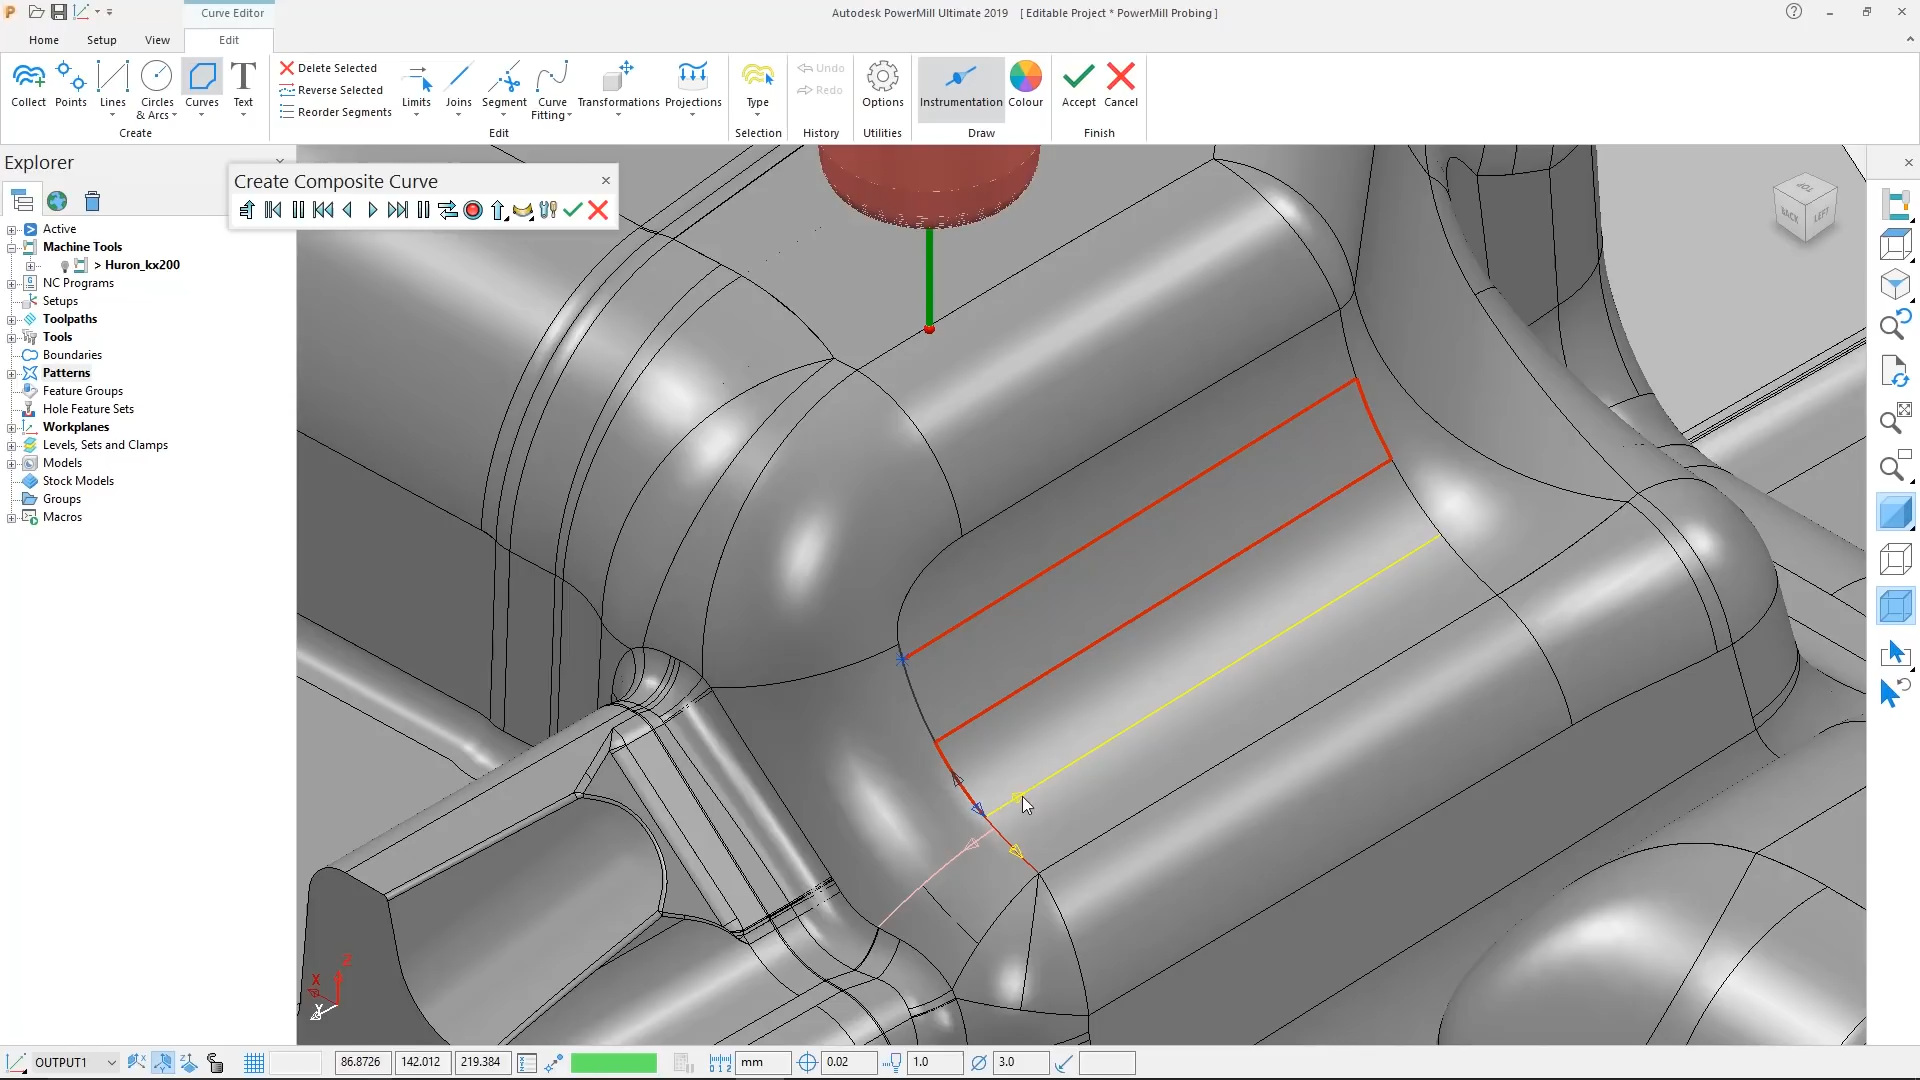 Curve Editor
Autodesk PowerMill Ultimate 2019 [ Editable Project * PowerMill Probing ]
Home Setup View Edit
Collect Points Lines Circles & Arcs Curves Text
Create
Delete Selected
Reverse Selected
Reorder Segments
Limits Joins Segment Curve Fitting Transformations Projections
Edit
Type
Selection
Undo
Redo
History
Options
Utilities
Instrumentation Colour
Draw
Accept Cancel
Finish
Explorer
Create Composite Curve
Active
Machine Tools
> Huron_kx200
NC Programs
Setups
Toolpaths
Tools
Boundaries
Patterns
Feature Groups
Hole Feature Sets
Workplanes
Levels, Sets and Clamps
Models
Stock Models
Groups
Macros
TOP
BACK LEFT
Z
X
Y
OUTPUT1 86.8726 142.012 219.384 mm 0.02 1.0 3.0